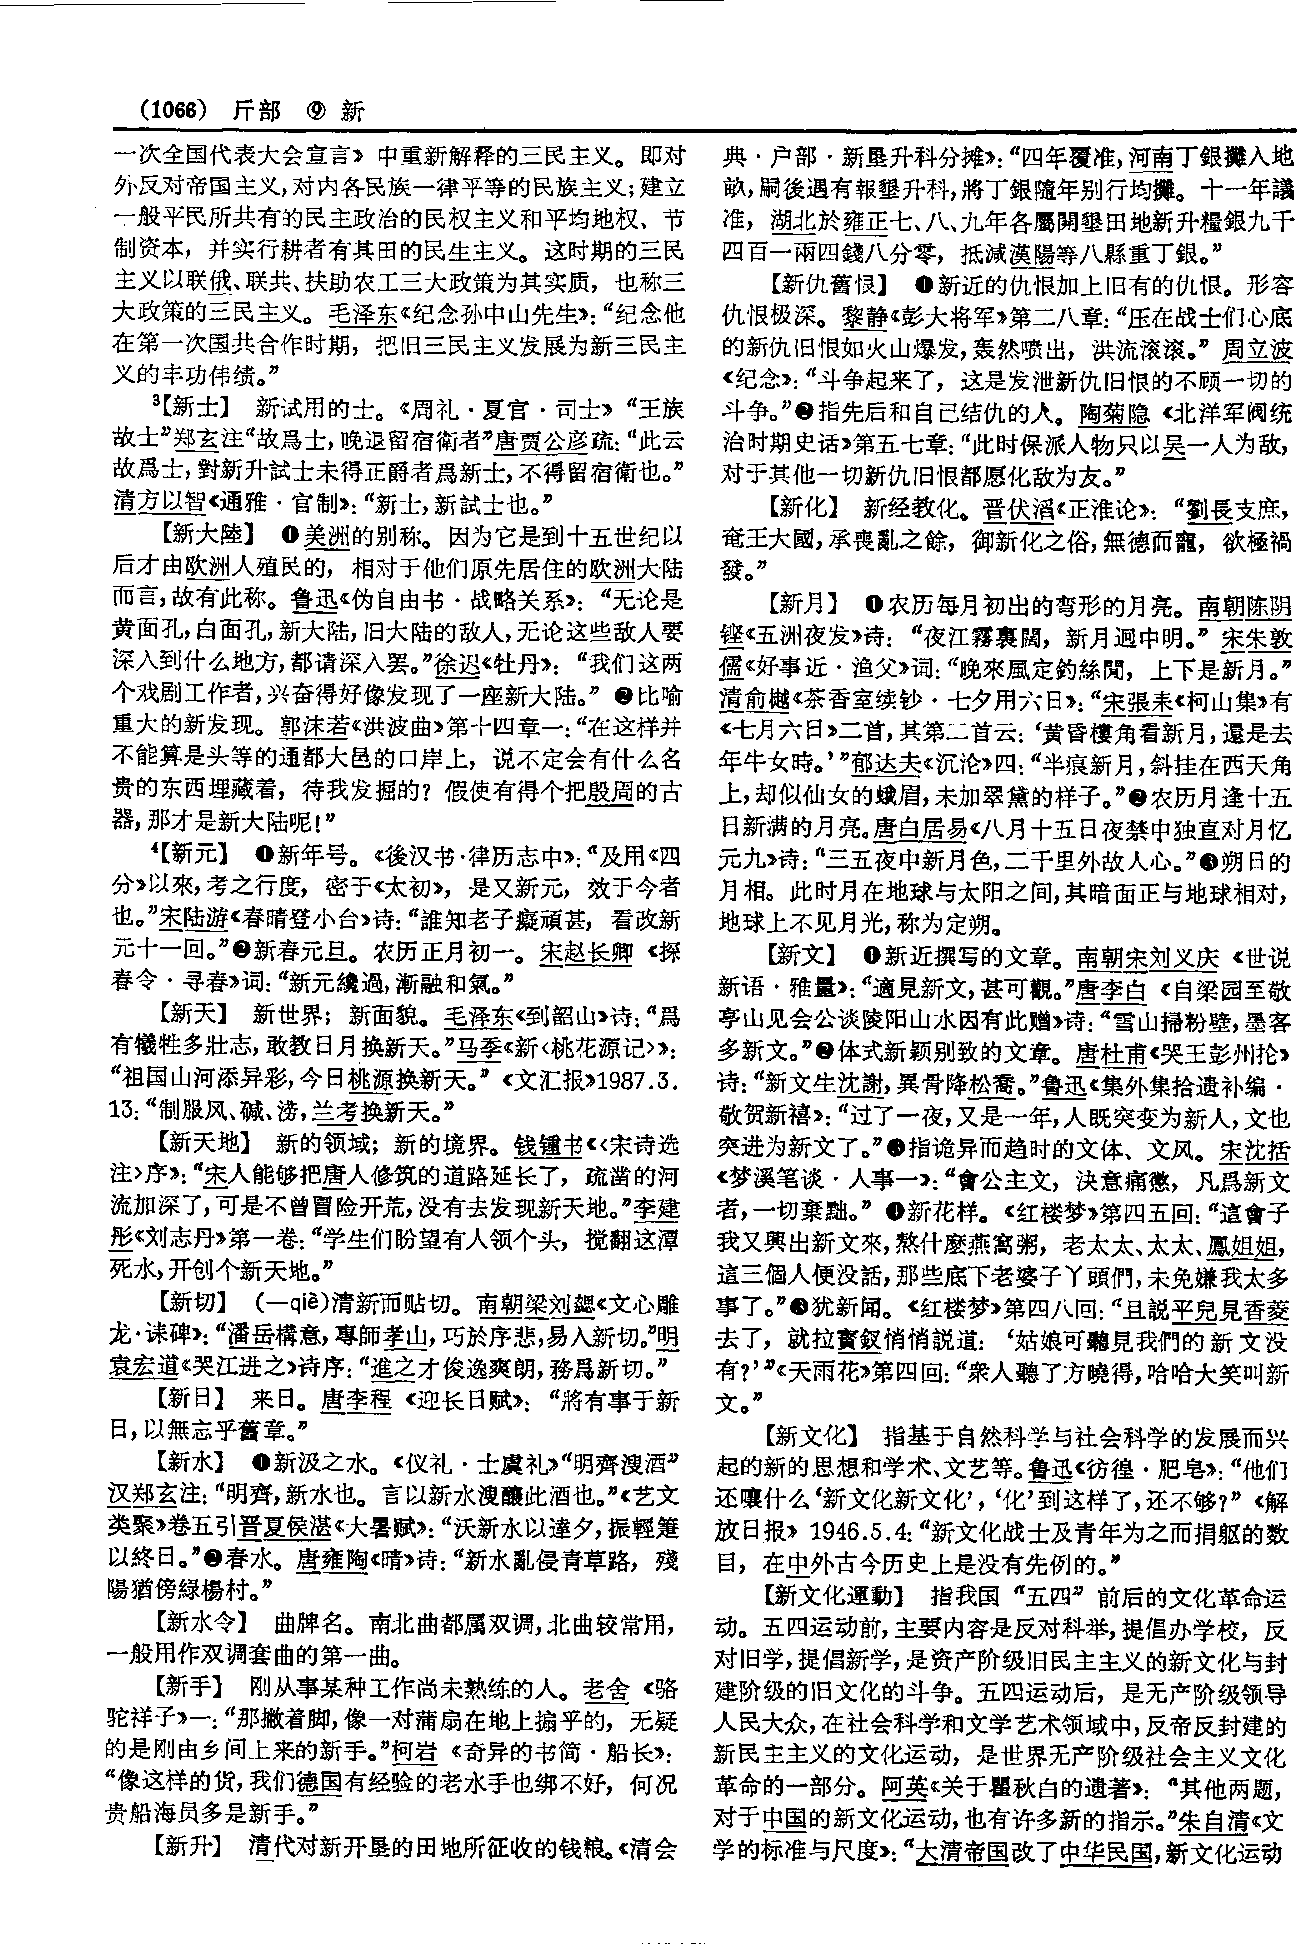 (1066) 斤部 ⑨ 新
一次全国代表大会宣言》中重新解释的三民主义。即对
外反对帝国主义,对内各民族一律平等的民族主义;建立
一般平民所共有的民主政治的民权主义和平均地权、节
制资本,并实行耕者有其田的民生主义。这时期的三民
主义以联俄、联共、扶助农工三大政策为其实质,也称三
大政策的三民主义。毛泽东《纪念孙中山先生》:“纪念他
在第一次国共合作时期,把旧三民主义发展为新三民主
义的丰功伟绩。”
³【新士】 新试用的士。《周礼·夏官·司士》“王族
故士”郑玄注“故爲士,晚退留宿衛者”唐贾公彦疏:“此云
故爲士,對新升試士未得正爵者爲新士,不得留宿衛也。”
清方以智《通雅·官制》:“新士,新試士也。”
【新大陸】 ❶美洲的别称。因为它是到十五世纪以
后才由欧洲人殖民的,相对于他们原先居住的欧洲大陆
而言,故有此称。鲁迅《伪自由书·战略关系》:“无论是
黄面孔,白面孔,新大陆,旧大陆的敌人,无论这些敌人要
深入到什么地方,都请深入罢。”徐迟《牡丹》:“我们这两
个戏剧工作者,兴奋得好像发现了一座新大陆。” ❷比喻
重大的新发现。郭沫若《洪波曲》第十四章一:“在这样并
不能算是头等的通都大邑的口岸上,说不定会有什么名
贵的东西埋藏着,待我发掘的?假使有得个把殷周的古
器,那才是新大陆呢!”
⁴【新元】 ❶新年号。《後汉书·律历志中》:“及用《四
分》以來,考之行度,密于《太初》,是又新元,效于今者
也。”宋陆游《春晴登小台》诗:“誰知老子癡頑甚,看改新
元十一回。”❷新春元旦。农历正月初一。宋赵长卿《探
春令·寻春》词:“新元纔過,漸融和氣。”
【新天】 新世界;新面貌。毛泽东《到韶山》诗:“爲
有犧牲多壯志,敢教日月换新天。”马季《新〈桃花源记〉》:
“祖国山河添异彩,今日桃源换新天。”《文汇报》1987.3.
13:“制服风、碱、涝,兰考换新天。”
【新天地】 新的领域;新的境界。钱锺书《〈宋诗选
注〉序》:“宋人能够把唐人修筑的道路延长了,疏凿的河
流加深了,可是不曾冒险开荒,没有去发现新天地。”李建
彤《刘志丹》第一卷:“学生们盼望有人领个头,搅翻这潭
死水,开创个新天地。”
【新切】 (—qiè)清新而贴切。南朝梁刘勰《文心雕
龙·诔碑》:“潘岳構意,專師孝山,巧於序悲,易入新切。”明
袁宏道《哭江进之》诗序:“進之才俊逸爽朗,務爲新切。”
【新日】 来日。唐李程《迎长日赋》:“將有事于新
日,以無忘乎舊章。”
【新水】 ❶新汲之水。《仪礼·士虞礼》“明齊溲酒”
汉郑玄注:“明齊,新水也。言以新水溲釀此酒也。”《艺文
类聚》卷五引晋夏侯湛《大暑赋》:“沃新水以達夕,振輕箑
以終日。”❷春水。唐雍陶《晴》诗:“新水亂侵青草路,殘
陽猶傍緑楊村。”
【新水令】 曲牌名。南北曲都属双调,北曲较常用,
一般用作双调套曲的第一曲。
【新手】 刚从事某种工作尚未熟练的人。老舍《骆
驼祥子》一:“那撇着脚,像一对蒲扇在地上搧乎的,无疑
的是刚由乡间上来的新手。”柯岩《奇异的书简·船长》:
“像这样的货,我们德国有经验的老水手也绑不好,何况
贵船海员多是新手。”
【新升】 清代对新开垦的田地所征收的钱粮。《清会
典·户部·新垦升科分摊》:“四年覆准,河南丁銀攤入地
畝,嗣後遇有報墾升科,將丁銀隨年别行均攤。十一年議
准,湖北於雍正七、八、九年各屬開墾田地新升糧銀九千
四百一兩四錢八分零,抵減漢陽等八縣重丁銀。”
【新仇舊恨】 ❶新近的仇恨加上旧有的仇恨。形容
仇恨极深。黎静《彭大将军》第二八章:“压在战士们心底
的新仇旧恨如火山爆发,轰然喷出,洪流滚滚。”周立波
《纪念》:“斗争起来了,这是发泄新仇旧恨的不顾一切的
斗争。”❷指先后和自己结仇的人。陶菊隐《北洋军阀统
治时期史话》第五七章:“此时保派人物只以吴一人为敌,
对于其他一切新仇旧恨都愿化敌为友。”
【新化】 新经教化。晋伏滔《正淮论》:“劉長支庶,
奄王大國,承喪亂之餘,御新化之俗,無德而寵,欲極禍
發。”
【新月】 ❶农历每月初出的弯形的月亮。南朝陈阴
铿《五洲夜发》诗:“夜江霧裏闊,新月迥中明。”宋朱敦
儒《好事近·渔父》词:“晚來風定釣絲閒,上下是新月。”
清俞樾《茶香室续钞·七夕用六日》:“宋張耒《柯山集》有
《七月六日》二首,其第二首云:‘黄昏樓角看新月,還是去
年牛女時。’”郁达夫《沉沦》四:“半痕新月,斜挂在西天角
上,却似仙女的蛾眉,未加翠黛的样子。”❷农历月逢十五
日新满的月亮。唐白居易《八月十五日夜禁中独直对月忆
元九》诗:“三五夜中新月色,二千里外故人心。”❸朔日的
月相。此时月在地球与太阳之间,其暗面正与地球相对,
地球上不见月光,称为定朔。
【新文】 ❶新近撰写的文章。南朝宋刘义庆《世说
新语·雅量》:“適見新文,甚可觀。”唐李白《自梁园至敬
亭山见会公谈陵阳山水因有此赠》诗:“雪山掃粉壁,墨客
多新文。”❷体式新颖别致的文章。唐杜甫《哭王彭州抡》
诗:“新文生沈謝,異骨降松喬。”鲁迅《集外集拾遗补编·
敬贺新禧》:“过了一夜,又是一年,人既突变为新人,文也
突进为新文了。”❸指诡异而趋时的文体、文风。宋沈括
《梦溪笔谈·人事一》:“會公主文,決意痛懲,凡爲新文
者,一切棄黜。” ❹新花样。《红楼梦》第四五回:“這會子
我又興出新文來,熬什麽燕窩粥,老太太、太太、鳳姐姐,
這三個人便没話,那些底下老婆子丫頭們,未免嫌我太多
事了。”❺犹新闻。《红楼梦》第四八回:“且説平兒見香菱
去了,就拉寶釵悄悄説道:‘姑娘可聽見我們的新文没
有?’”《天雨花》第四回:“衆人聽了方曉得,哈哈大笑叫新
文。”
【新文化】 指基于自然科学与社会科学的发展而兴
起的新的思想和学术、文艺等。鲁迅《彷徨·肥皂》:“他们
还嚷什么‘新文化新文化’,‘化’到这样了,还不够?”《解
放日报》1946.5.4:“新文化战士及青年为之而捐躯的数
目,在中外古今历史上是没有先例的。”
【新文化運動】 指我国“五四”前后的文化革命运
动。五四运动前,主要内容是反对科举,提倡办学校,反
对旧学,提倡新学,是资产阶级旧民主主义的新文化与封
建阶级的旧文化的斗争。五四运动后,是无产阶级领导
人民大众,在社会科学和文学艺术领域中,反帝反封建的
新民主主义的文化运动,是世界无产阶级社会主义文化
革命的一部分。阿英《关于瞿秋白的遗著》:“其他两题,
对于中国的新文化运动,也有许多新的指示。”朱自清《文
学的标准与尺度》:“大清帝国改了中华民国,新文化运动